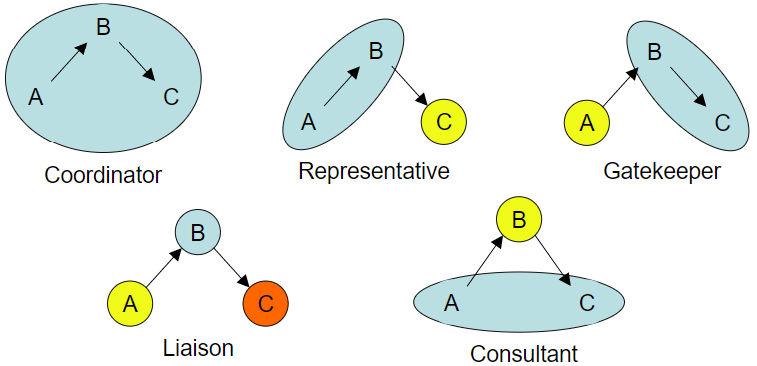 B
A
C
Coordinator
B
A
C
Representative
B
A
C
Gatekeeper
B
A
C
Liaison
B
A
C
Consultant